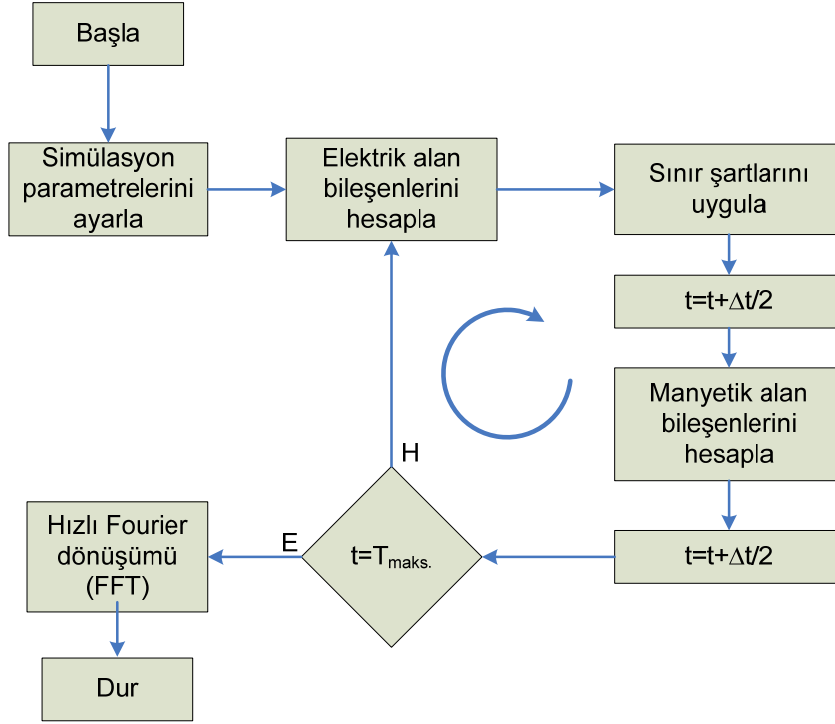 Başla
Simülasyon
parametrelerini
ayarla
Elektrik alan
bileşenlerini
hesapla
Sınır şartlarını
uygula
t=t+Δt/2
Manyetik alan
bileşenlerini
hesapla
t=t+Δt/2
t=Tmaks.
H
E
Hızlı Fourier
dönüşümü
(FFT)
Dur